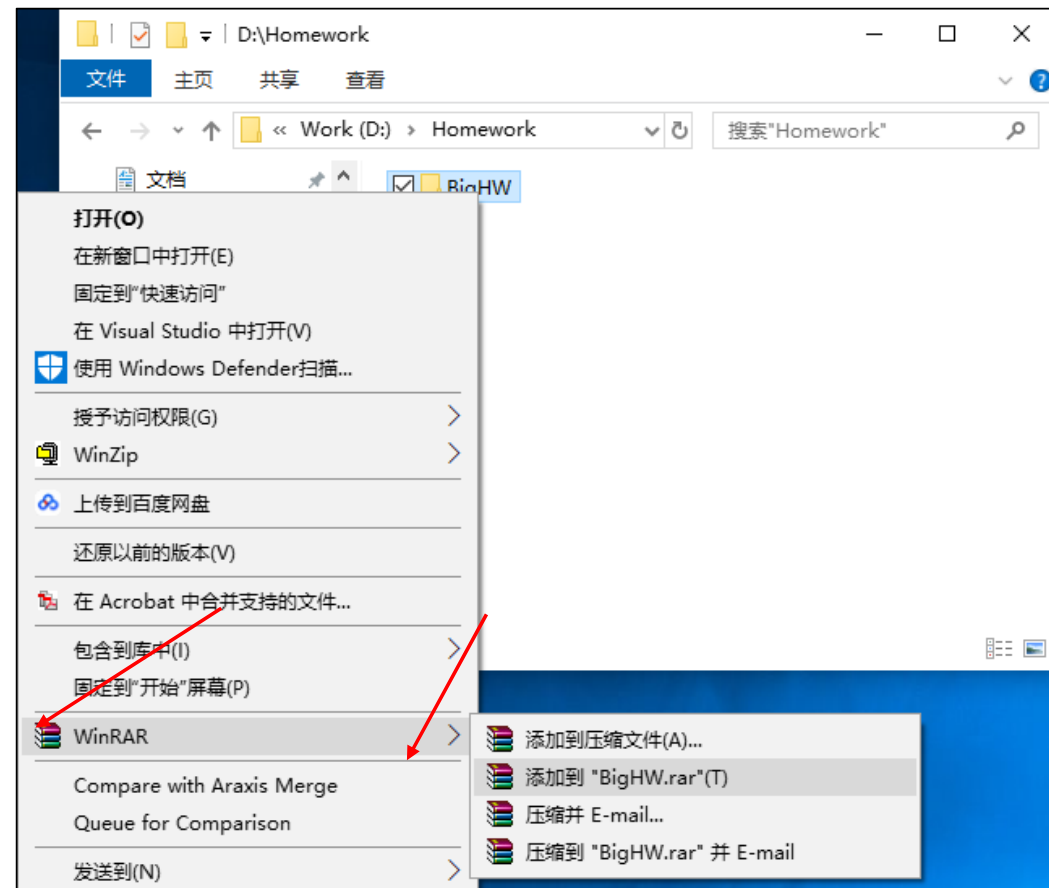 D:\Homework
文件 主页 共享 查看
« Work (D:) › Homework 搜索"Homework"
文档 BigHW
打开(O)
在新窗口中打开(E)
固定到"快速访问"
在 Visual Studio 中打开(V)
使用 Windows Defender扫描...
授予访问权限(G)
WinZip
上传到百度网盘
还原以前的版本(V)
在 Acrobat 中合并支持的文件...
包含到库中(I)
固定到"开始"屏幕(P)
WinRAR
添加到压缩文件(A)...
添加到 "BigHW.rar"(T)
压缩并 E-mail...
压缩到 "BigHW.rar" 并 E-mail
Compare with Araxis Merge
Queue for Comparison
发送到(N)